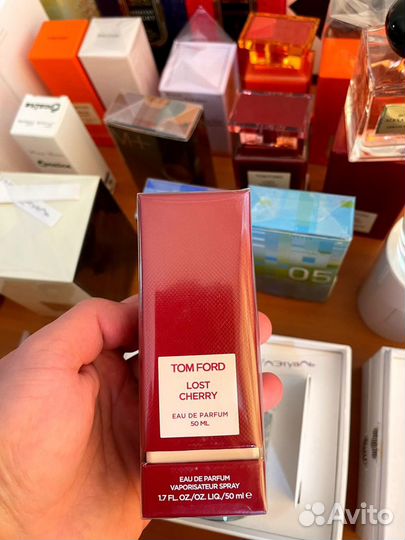 TOM FORD
LOST
CHERRY
EAU DE PARFUM
50 ML
EAU DE PARFUM
VAPORISATEUR SPRAY
1.7 FL. OZ./OZ. LIQ./50 ml e
05
Avito